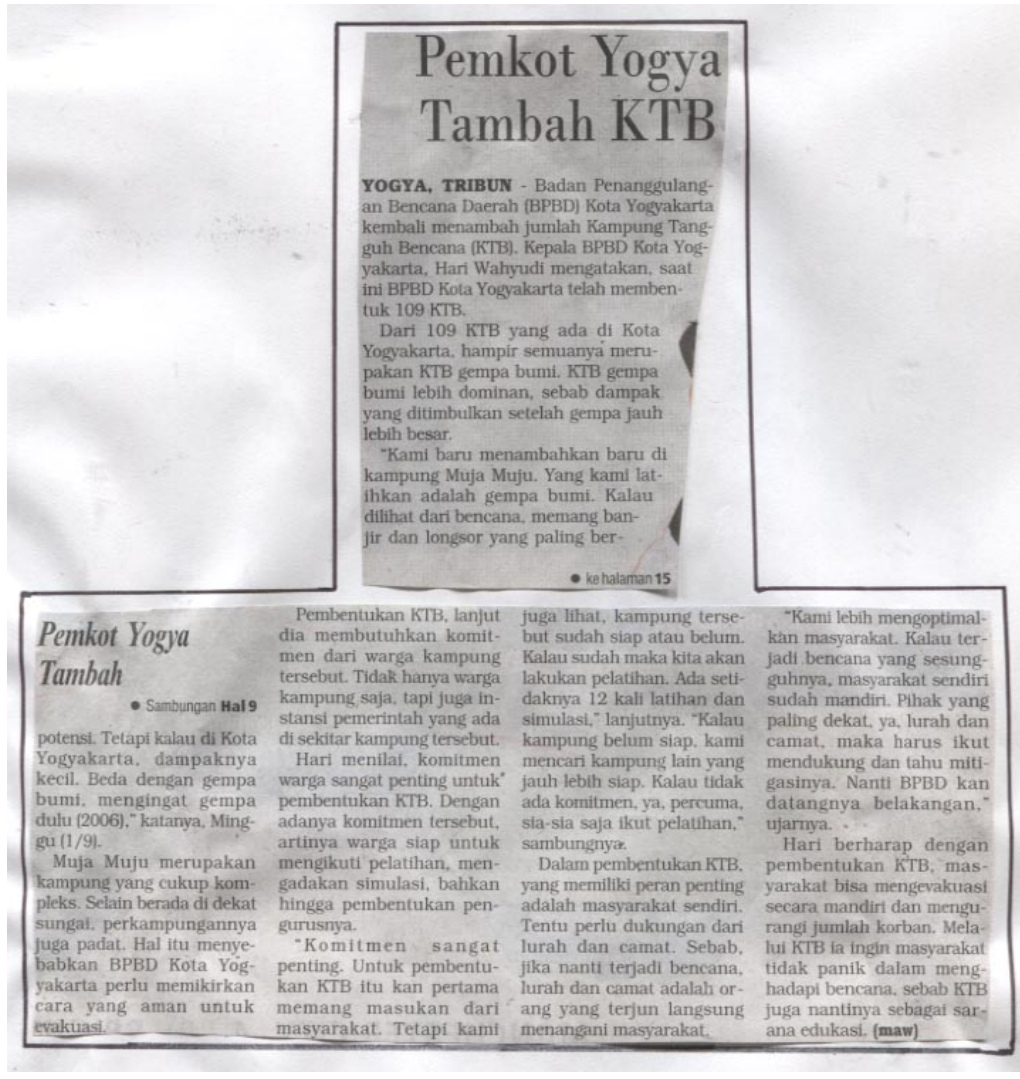 Pemkot Yogya
Tambah KTB
YOGYA, TRIBUN - Badan Penanggulang-
an Bencana Daerah (BPBD) Kota Yogyakarta
kembali menambah jumlah Kampung Tang-
guh Bencana (KTB). Kepala BPBD Kota Yog-
yakarta, Hari Wahyudi mengatakan, saat
ini BPBD Kota Yogyakarta telah memben-
tuk 109 KTB.
Dari 109 KTB yang ada di Kota
Yogyakarta, hampir semuanya meru-
pakan KTB gempa bumi. KTB gempa
bumi lebih dominan, sebab dampak
yang ditimbulkan setelah gempa jauh
lebih besar.
"Kami baru menambahkan baru di
kampung Muja Muju. Yang kami lat-
ihkan adalah gempa bumi. Kalau
dilihat dari bencana, memang ban-
jir dan longsor yang paling ber-
● ke halaman 15
Pemkot Yogya
Tambah
● Sambungan Hal 9
potensi. Tetapi kalau di Kota
Yogyakarta, dampaknya
kecil. Beda dengan gempa
bumi, mengingat gempa
dulu (2006)," katanya, Ming-
gu (1/9).
Muja Muju merupakan
kampung yang cukup kom-
pleks. Selain berada di dekat
sungai, perkampungannya
juga padat. Hal itu menye-
babkan BPBD Kota Yog-
yakarta perlu memikirkan
cara yang aman untuk
evakuasi.
Pembentukan KTB, lanjut
dia membutuhkan komit-
men dari warga kampung
tersebut. Tidak hanya warga
kampung saja, tapi juga in-
stansi pemerintah yang ada
di sekitar kampung tersebut.
Hari menilai, komitmen
warga sangat penting untuk
pembentukan KTB. Dengan
adanya komitmen tersebut,
artinya warga siap untuk
mengikuti pelatihan, men-
gadakan simulasi, bahkan
hingga pembentukan pen-
gurusnya.
"Komitmen sangat
penting. Untuk pembentu-
kan KTB itu kan pertama
memang masukan dari
masyarakat. Tetapi kami
juga lihat, kampung terse-
but sudah siap atau belum.
Kalau sudah maka kita akan
lakukan pelatihan. Ada seti-
daknya 12 kali latihan dan
simulasi," lanjutnya. "Kalau
kampung belum siap, kami
mencari kampung lain yang
jauh lebih siap. Kalau tidak
ada komitmen, ya, percuma,
sia-sia saja ikut pelatihan,"
sambungnya.
Dalam pembentukan KTB,
yang memiliki peran penting
adalah masyarakat sendiri.
Tentu perlu dukungan dari
lurah dan camat. Sebab,
jika nanti terjadi bencana,
lurah dan camat adalah or-
ang yang terjun langsung
menangani masyarakat.
"Kami lebih mengoptimal-
kan masyarakat. Kalau ter-
jadi bencana yang sesung-
guhnya, masyarakat sendiri
sudah mandiri. Pihak yang
paling dekat, ya, lurah dan
camat, maka harus ikut
mendukung dan tahu miti-
gasinya. Nanti BPBD kan
datangnya belakangan,"
ujarnya.
Hari berharap dengan
pembentukan KTB, mas-
yarakat bisa mengevakuasi
secara mandiri dan mengu-
rangi jumlah korban. Mela-
lui KTB ia ingin masyarakat
tidak panik dalam meng-
hadapi bencana, sebab KTB
juga nantinya sebagai sar-
ana edukasi. (maw)